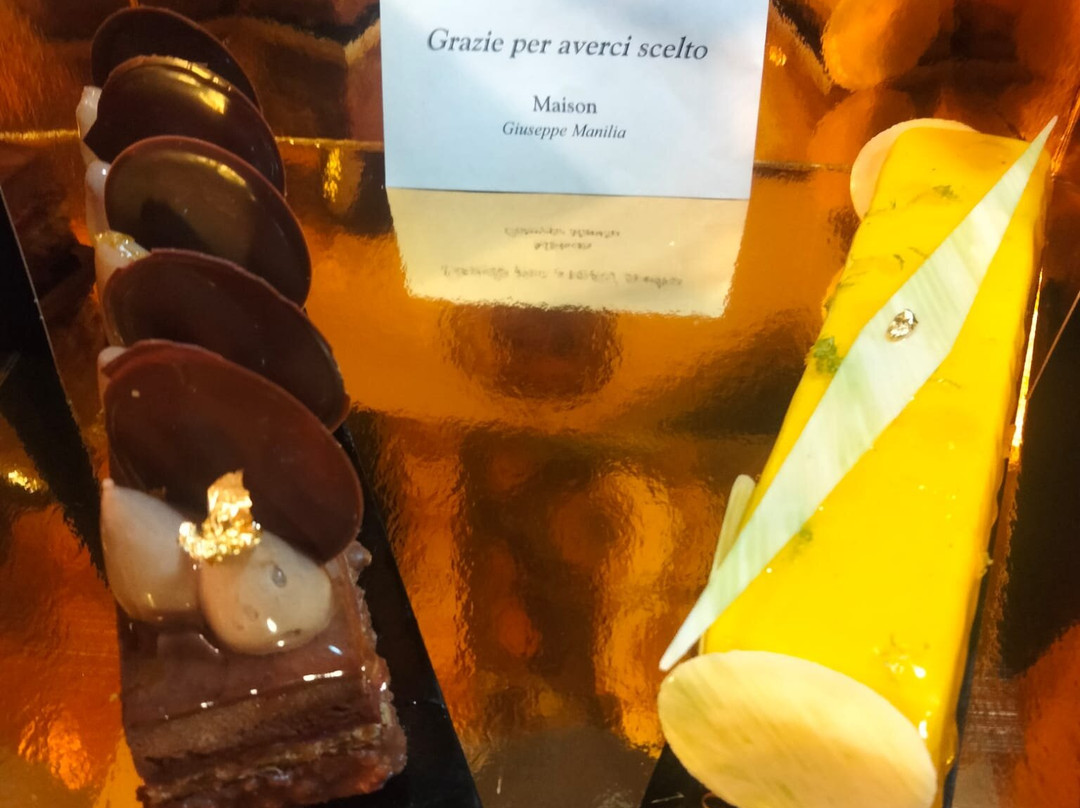 Grazie per averci scelto
Maison
Giuseppe Manilia